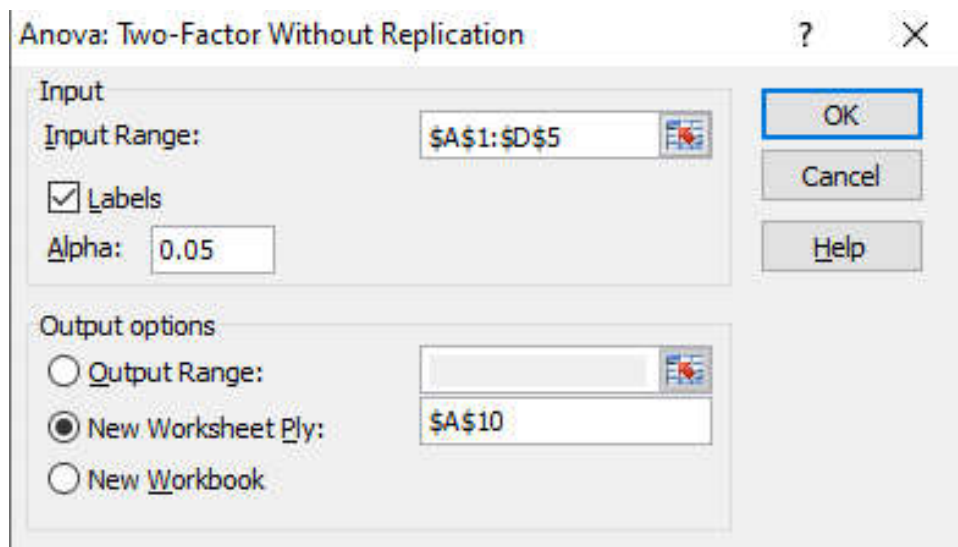 Anova: Two-Factor Without Replication ? ×
Input
Input Range: $A$1:$D$5
Labels
Alpha: 0.05
OK
Cancel
Help
Output options
Output Range:
New Worksheet Ply: $A$10
New Workbook